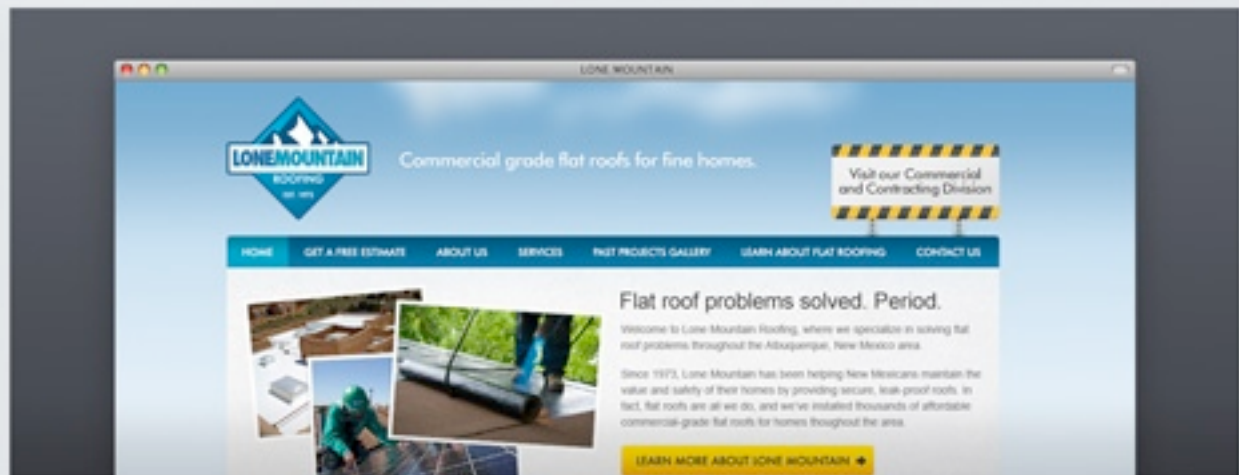 LONE MOUNTAIN
LONEMOUNTAIN
ROOFING
EST. 1973
Commercial grade flat roofs for fine homes.
Visit our Commercial
and Contracting Division
HOME GET A FREE ESTIMATE ABOUT US SERVICES PAST PROJECTS GALLERY LEARN ABOUT FLAT ROOFING CONTACT US
Flat roof problems solved. Period.
Welcome to Lone Mountain Roofing, where we specialize in solving flat
roof problems throughout the Albuquerque, New Mexico area.
Since 1973, Lone Mountain has been helping New Mexicans maintain the
value and safety of their homes by providing secure, leak-proof roofs. In
fact, flat roofs are all we do, and we've installed thousands of affordable
commercial-grade flat roofs for homes thoughout the area.
LEARN MORE ABOUT LONE MOUNTAIN